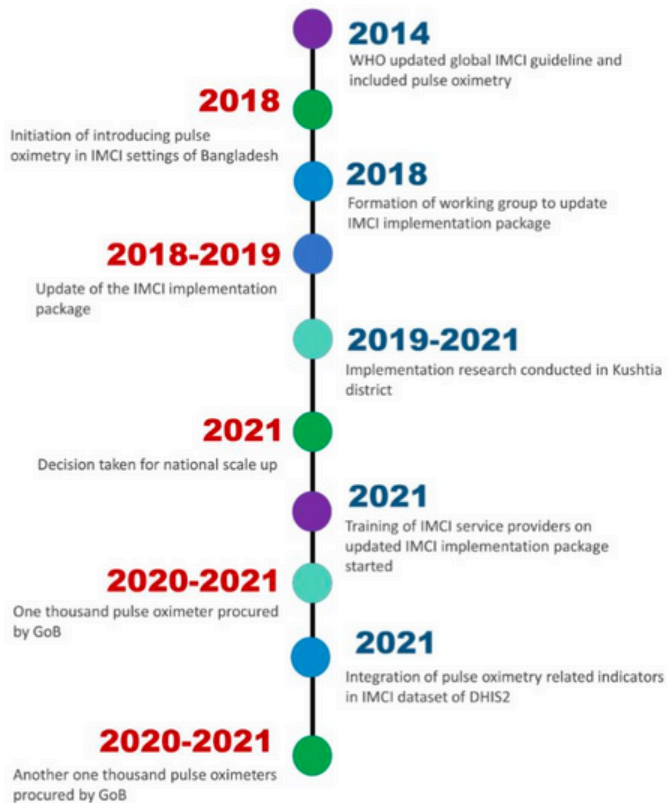 2014
WHO updated global IMCI guideline and
included pulse oximetry
2018
Initiation of introducing pulse
oximetry in IMCI settings of Bangladesh
2018
Formation of working group to update
IMCI implementation package
2018-2019
Update of the IMCI implementation
package
2019-2021
Implementation research conducted in Kushtia
district
2021
Decision taken for national scale up
2021
Training of IMCI service providers on
updated IMCI implementation package
started
2020-2021
One thousand pulse oximeter procured
by GoB
2021
Integration of pulse oximetry related indicators
in IMCI dataset of DHIS2
2020-2021
Another one thousand pulse oximeters
procured by GoB